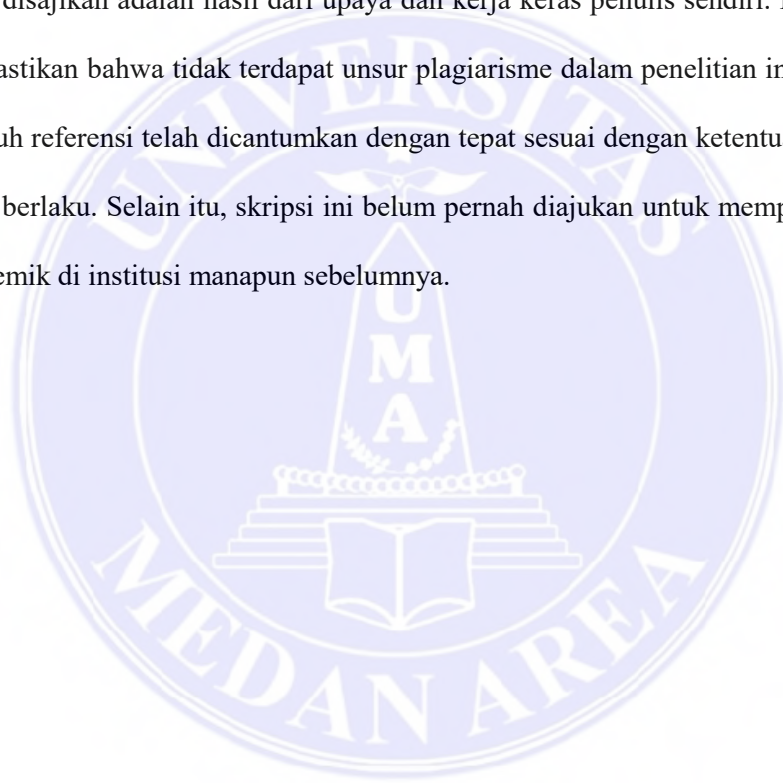 disajikan adalah hasil dari upaya dan kerja keras penulis sendiri.
astikan bahwa tidak terdapat unsur plagiarisme dalam penelitian in
uh referensi telah dicantumkan dengan tepat sesuai dengan ketentu
berlaku. Selain itu, skripsi ini belum pernah diajukan untuk memp
emik di institusi manapun sebelumnya.
UNIVERSITAS
UMA
MEDAN AREA